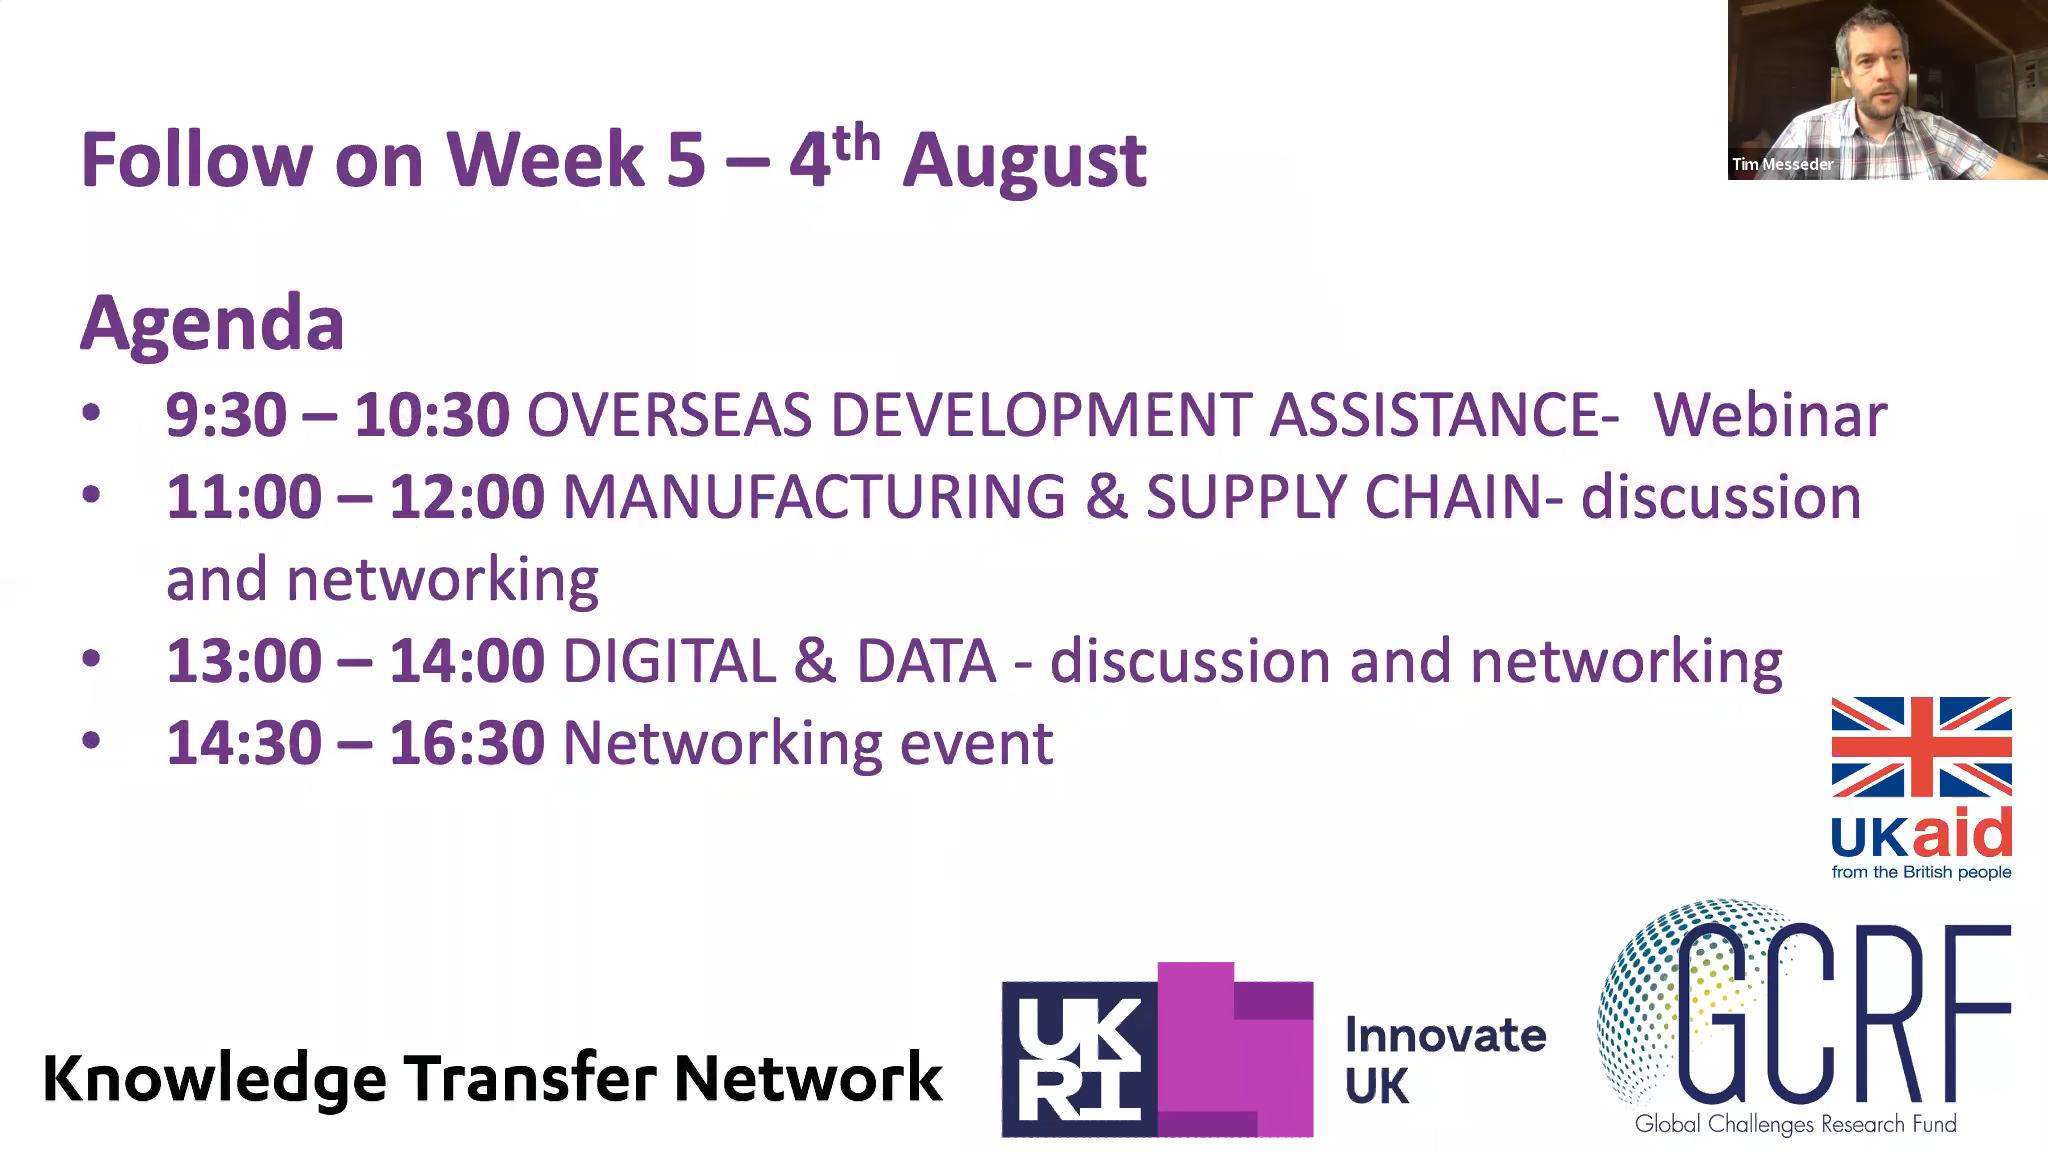 Tim Messeder
Follow on Week 5 – 4th August
Agenda
• 9:30 – 10:30 OVERSEAS DEVELOPMENT ASSISTANCE-  Webinar
• 11:00 – 12:00 MANUFACTURING & SUPPLY CHAIN- discussion
and networking
• 13:00 – 14:00 DIGITAL & DATA - discussion and networking
• 14:30 – 16:30 Networking event
UKaid
from the British people
Knowledge Transfer Network
UK
RI
Innovate
UK
GCRF
Global Challenges Research Fund